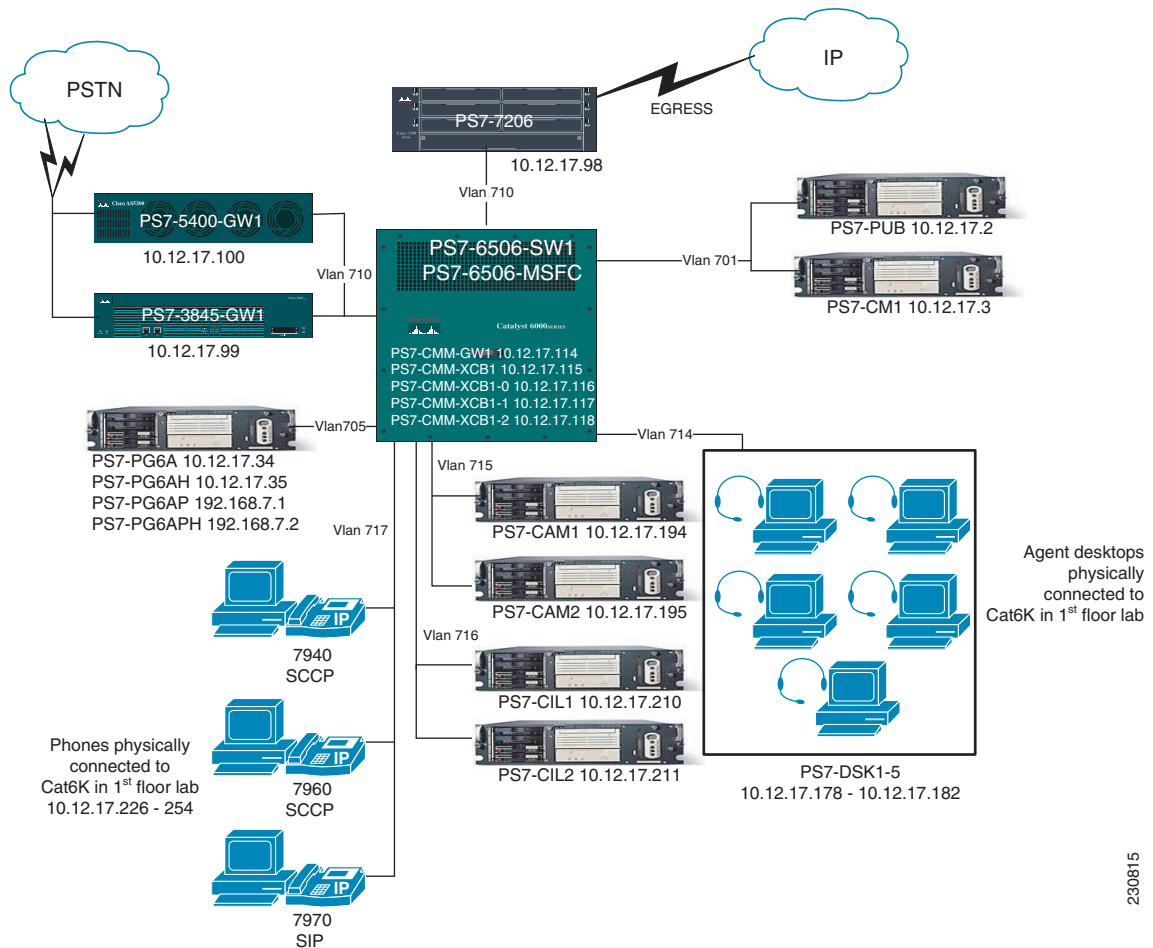 PSTN
IP
EGRESS
PS7-7206
10.12.17.98
Vlan 710
Cisco AS5300
PS7-5400-GW1
10.12.17.100
Vlan 710
PS7-3845-GW1
10.12.17.99
PS7-6506-SW1
PS7-6506-MSFC
Catalyst 6000 SERIES
PS7-CMM-GW1 10.12.17.114
PS7-CMM-XCB1 10.12.17.115
PS7-CMM-XCB1-0 10.12.17.116
PS7-CMM-XCB1-1 10.12.17.117
PS7-CMM-XCB1-2 10.12.17.118
Vlan 701
PS7-PUB 10.12.17.2
PS7-CM1 10.12.17.3
Vlan705
PS7-PG6A 10.12.17.34
PS7-PG6AH 10.12.17.35
PS7-PG6AP 192.168.7.1
PS7-PG6APH 192.168.7.2
Vlan 714
Vlan 715
PS7-CAM1 10.12.17.194
PS7-CAM2 10.12.17.195
Vlan 716
PS7-CIL1 10.12.17.210
PS7-CIL2 10.12.17.211
Vlan 717
IP
7940
SCCP
IP
7960
SCCP
IP
7970
SIP
Phones physically
connected to
Cat6K in 1st floor lab
10.12.17.226 - 254
Agent desktops
physically
connected to
Cat6K in 1st floor lab
PS7-DSK1-5
10.12.17.178 - 10.12.17.182
230815